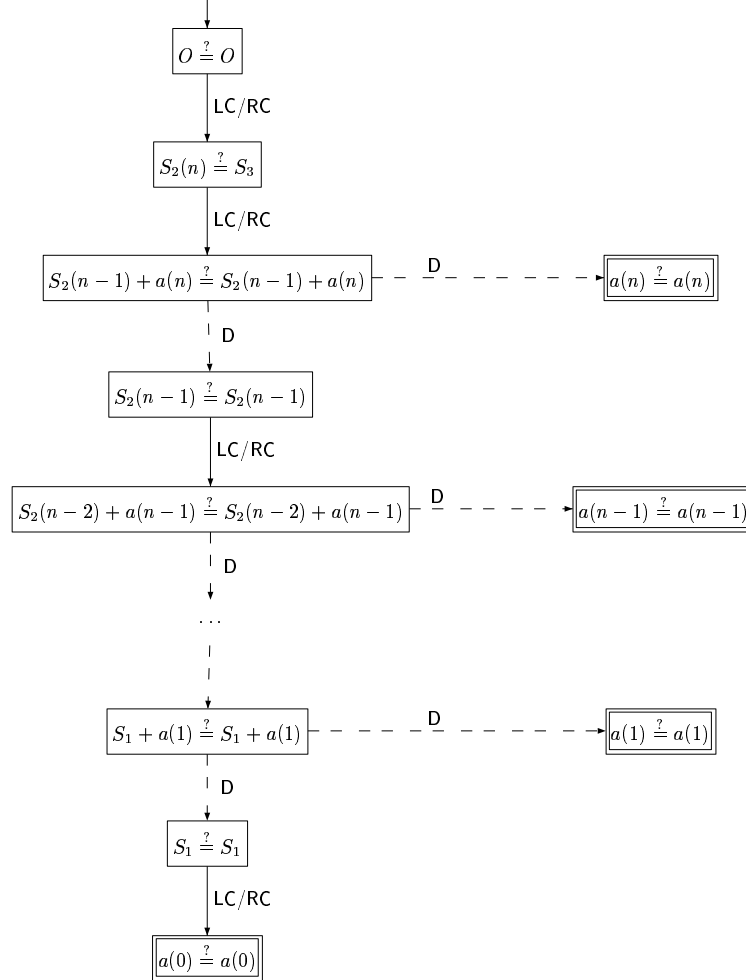 O ≟ O
LC/RC
S₂(n) ≟ S₃
LC/RC
S₂(n − 1) + a(n) ≟ S₂(n − 1) + a(n) D a(n) ≟ a(n)
D
S₂(n − 1) ≟ S₂(n − 1)
LC/RC
S₂(n − 2) + a(n − 1) ≟ S₂(n − 2) + a(n − 1) D a(n − 1) ≟ a(n − 1)
D
...
S₁ + a(1) ≟ S₁ + a(1) D a(1) ≟ a(1)
D
S₁ ≟ S₁
LC/RC
a(0) ≟ a(0)